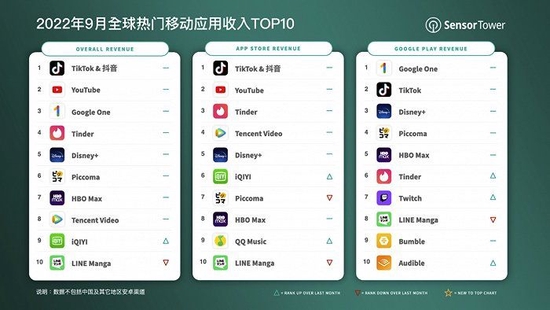 2022年9月全球热门移动应用收入TOP10
SensorTower
OVERALL REVENUE
1 TikTok & 抖音
2 YouTube
3 Google One
4 Tinder
5 Disney+
6 Piccoma
7 HBO Max
8 Tencent Video
9 iQIYI
10 LINE Manga
APP STORE REVENUE
1 TikTok & 抖音
2 YouTube
3 Tinder
4 Tencent Video
5 Disney+
6 iQIYI
7 Piccoma
8 HBO Max
9 QQ Music
10 LINE Manga
GOOGLE PLAY REVENUE
1 Google One
2 TikTok
3 Disney+
4 Piccoma
5 HBO Max
6 Tinder
7 Twitch
8 LINE Manga
9 Bumble
10 Audible
说明：数据不包括中国及其它地区安卓渠道
= RANK UP OVER LAST MONTH
= RANK DOWN OVER LAST MONTH
= NEW TO TOP CHART